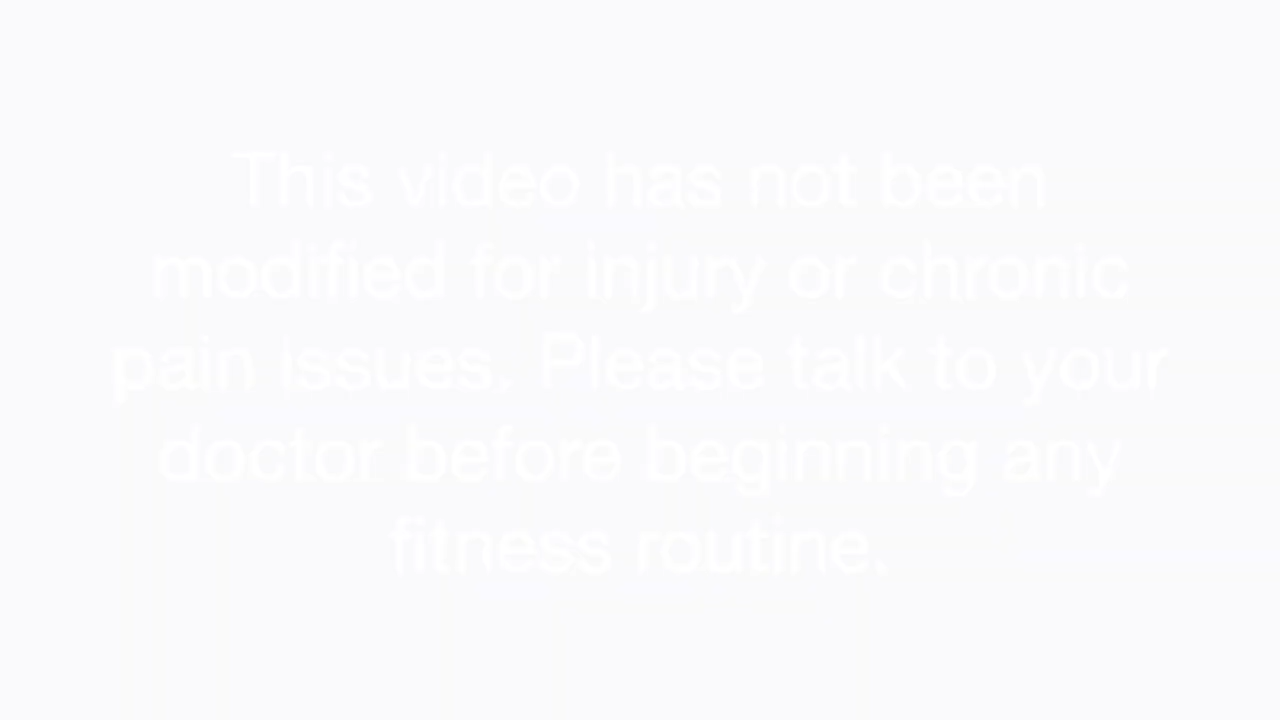 This video has not been
modified for injury or chronic
pain issues. Please talk to your
doctor before beginning any
fitness routine.